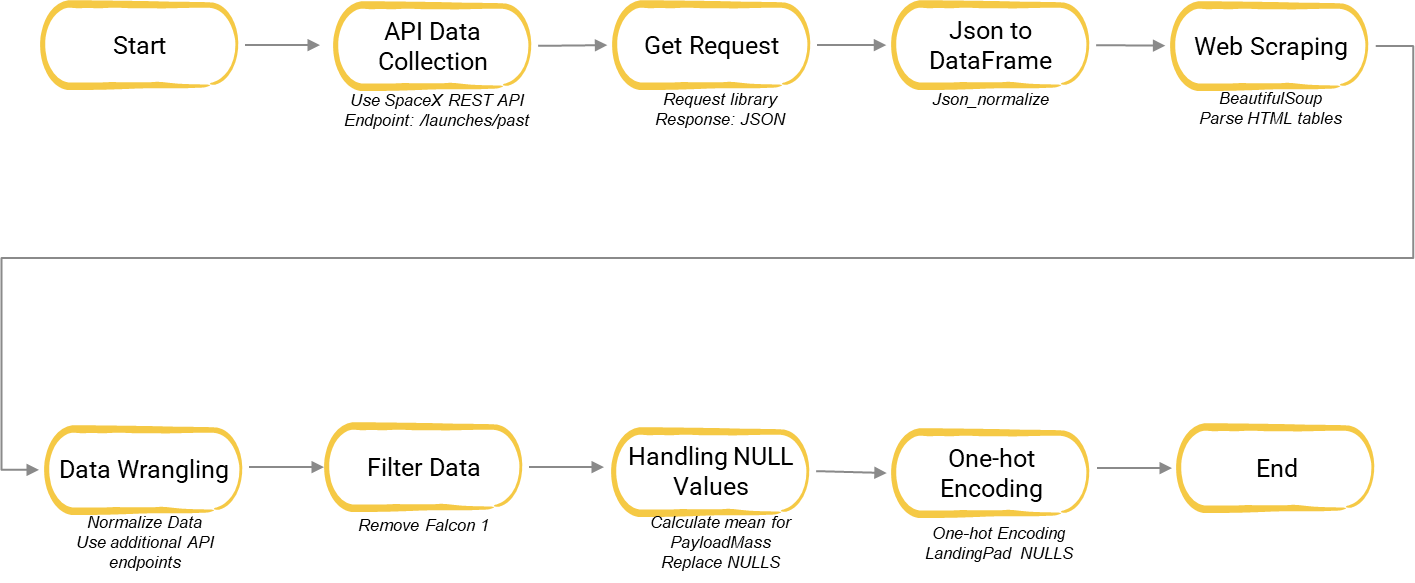 Start
API Data
Collection
Use SpaceX REST API
Endpoint: /launches/past
Get Request
Request library
Response: JSON
Json to
DataFrame
Json_normalize
Web Scraping
BeautifulSoup
Parse HTML tables
Data Wrangling
Normalize Data
Use additional API
endpoints
Filter Data
Remove Falcon 1
Handling NULL
Values
Calculate mean for
PayloadMass
Replace NULLS
One-hot
Encoding
One-hot Encoding
LandingPad NULLS
End